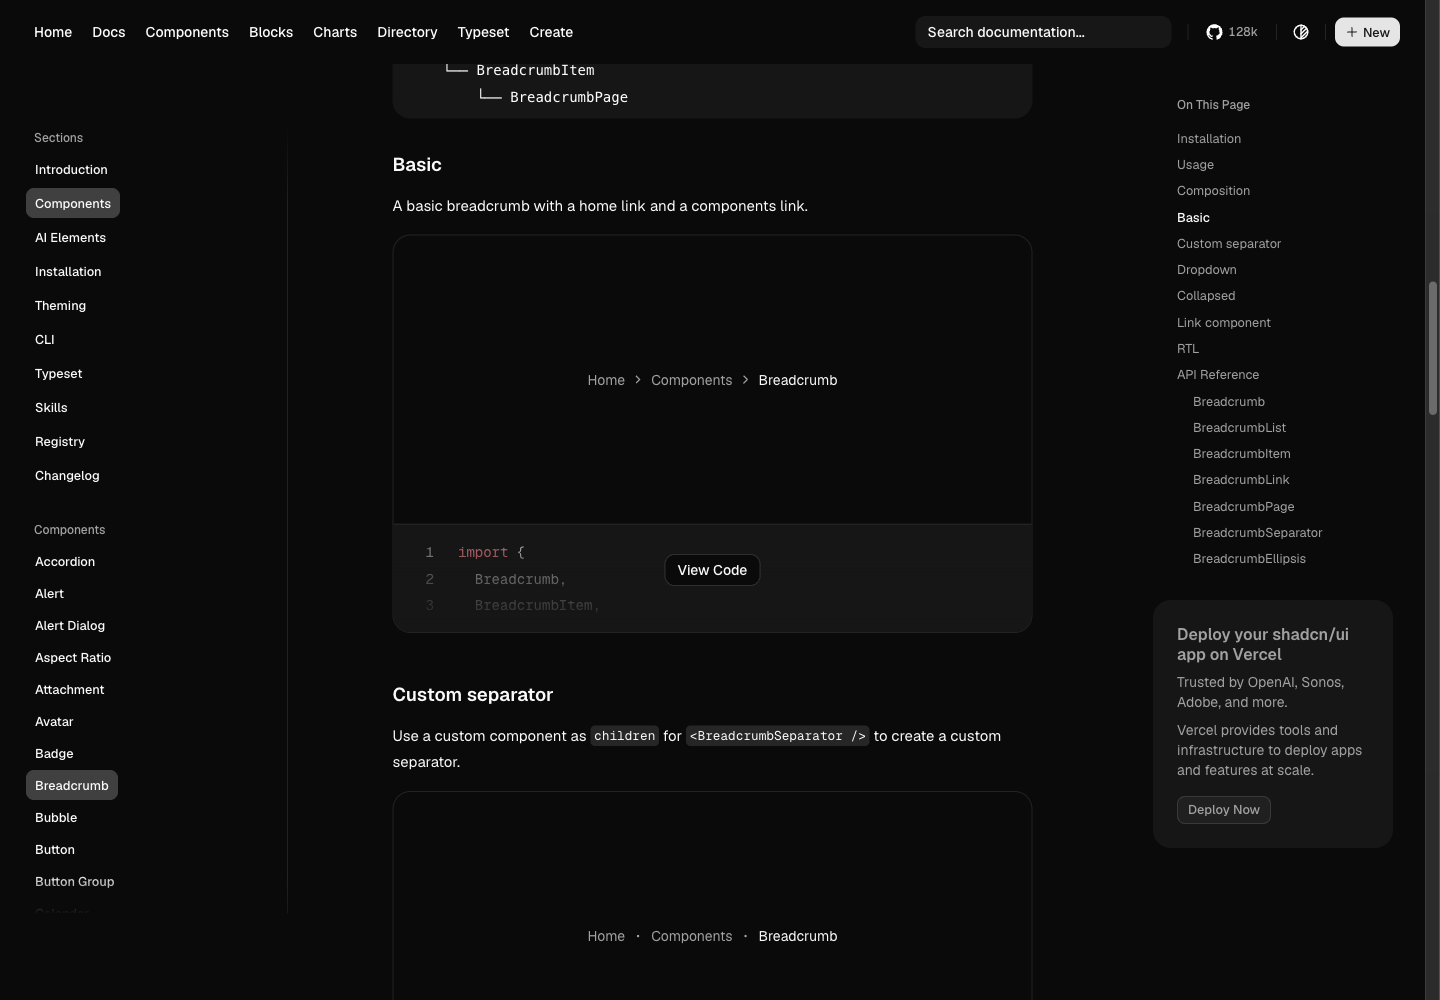 Home Docs Components Blocks Charts Directory Typeset Create
Search documentation...
128k
New
Sections
Introduction
Components
AI Elements
Installation
Theming
CLI
Typeset
Skills
Registry
Changelog
Components
Accordion
Alert
Alert Dialog
Aspect Ratio
Attachment
Avatar
Badge
Breadcrumb
Bubble
Button
Button Group
Calendar
└── BreadcrumbItem
└── BreadcrumbPage
Basic
A basic breadcrumb with a home link and a components link.
Home > Components > Breadcrumb
1 import {
2 Breadcrumb,
3 BreadcrumbItem,
View Code
Custom separator
Use a custom component as children for <BreadcrumbSeparator /> to create a custom
separator.
Home · Components · Breadcrumb
On This Page
Installation
Usage
Composition
Basic
Custom separator
Dropdown
Collapsed
Link component
RTL
API Reference
Breadcrumb
BreadcrumbList
BreadcrumbItem
BreadcrumbLink
BreadcrumbPage
BreadcrumbSeparator
BreadcrumbEllipsis
Deploy your shadcn/ui
app on Vercel
Trusted by OpenAI, Sonos,
Adobe, and more.
Vercel provides tools and
infrastructure to deploy apps
and features at scale.
Deploy Now